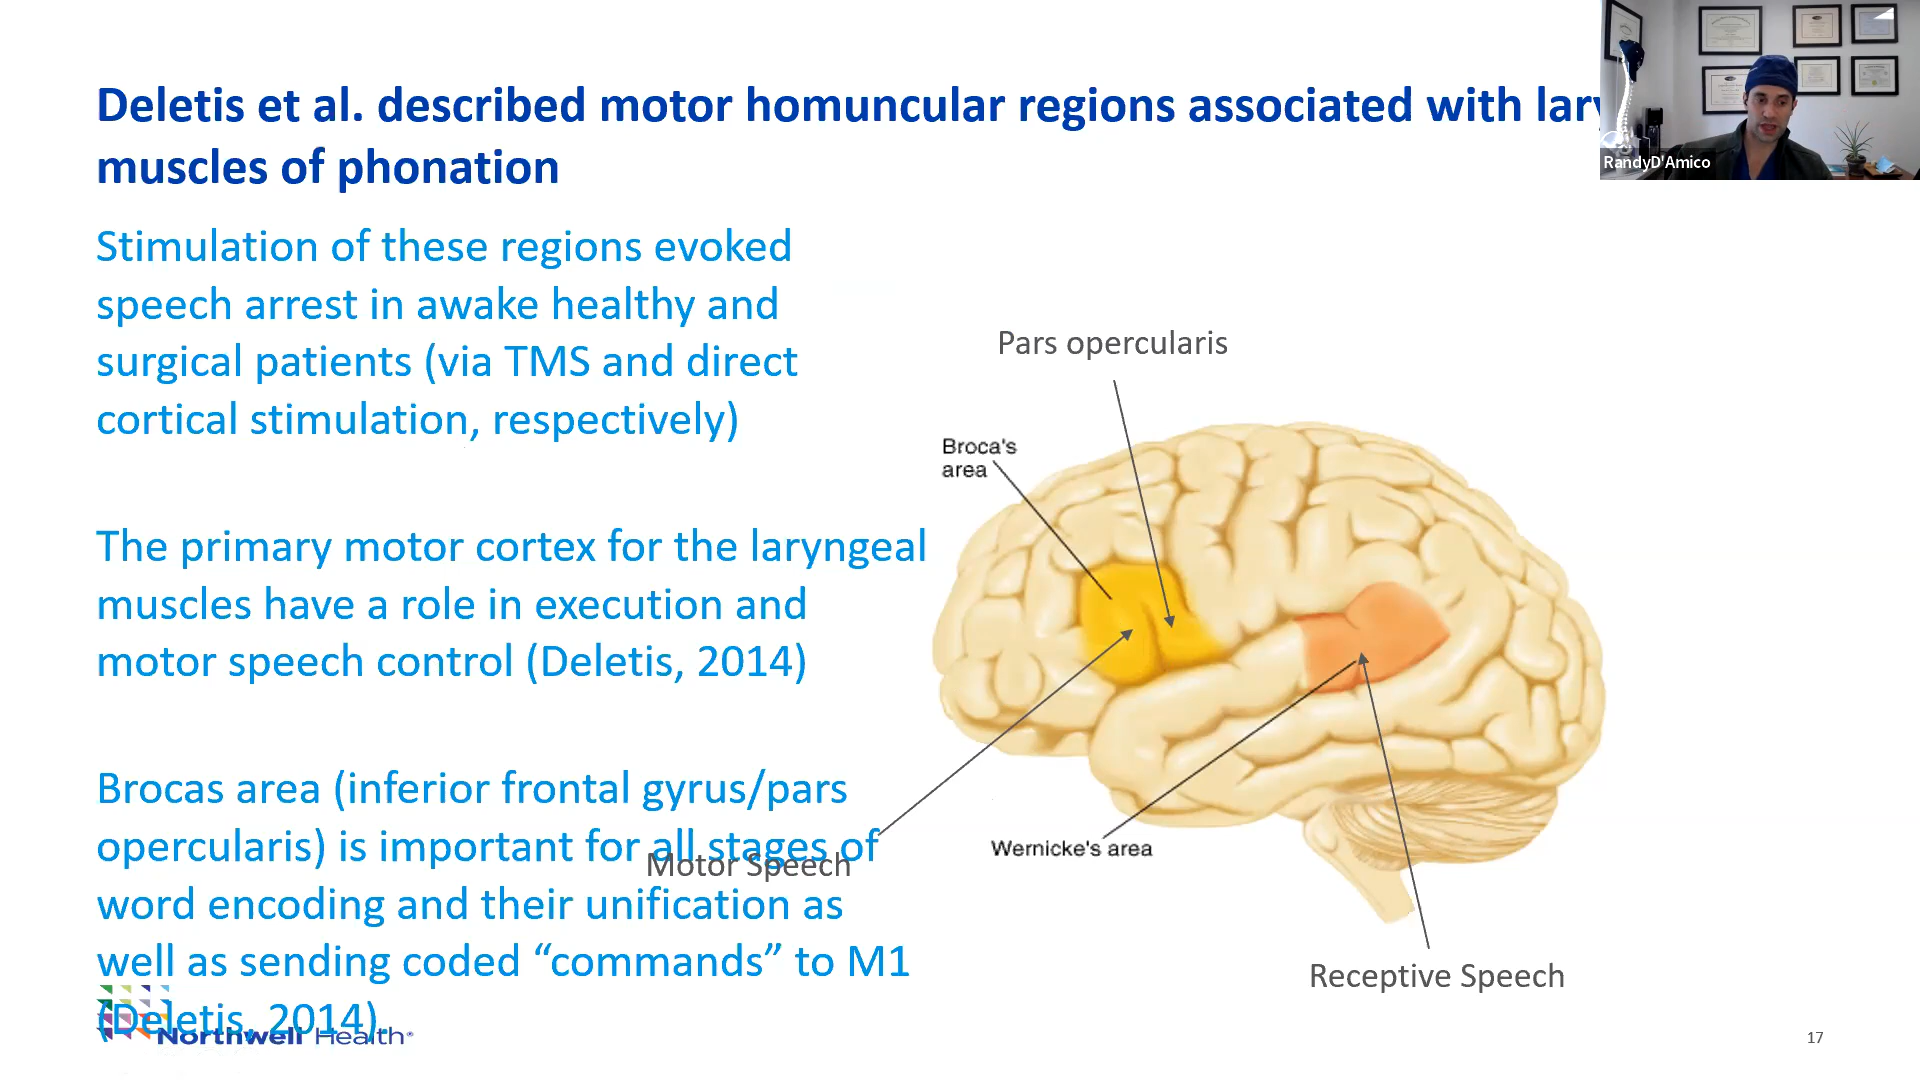 Deletis et al. described motor homuncular regions associated with
muscles of phonation
RandyD'Amico
Stimulation of these regions evoked
speech arrest in awake healthy and
surgical patients (via TMS and direct
cortical stimulation, respectively)
The primary motor cortex for the laryngeal
muscles have a role in execution and
motor speech control (Deletis, 2014)
Brocas area (inferior frontal gyrus/pars
opercularis) is important for all stages of
word encoding and their unification as
well as sending coded “commands” to M1
(Deletis, 2014).
Pars opercularis
Broca's
area
Motor Speech
Wernicke's area
Receptive Speech
Northwell Health®
17